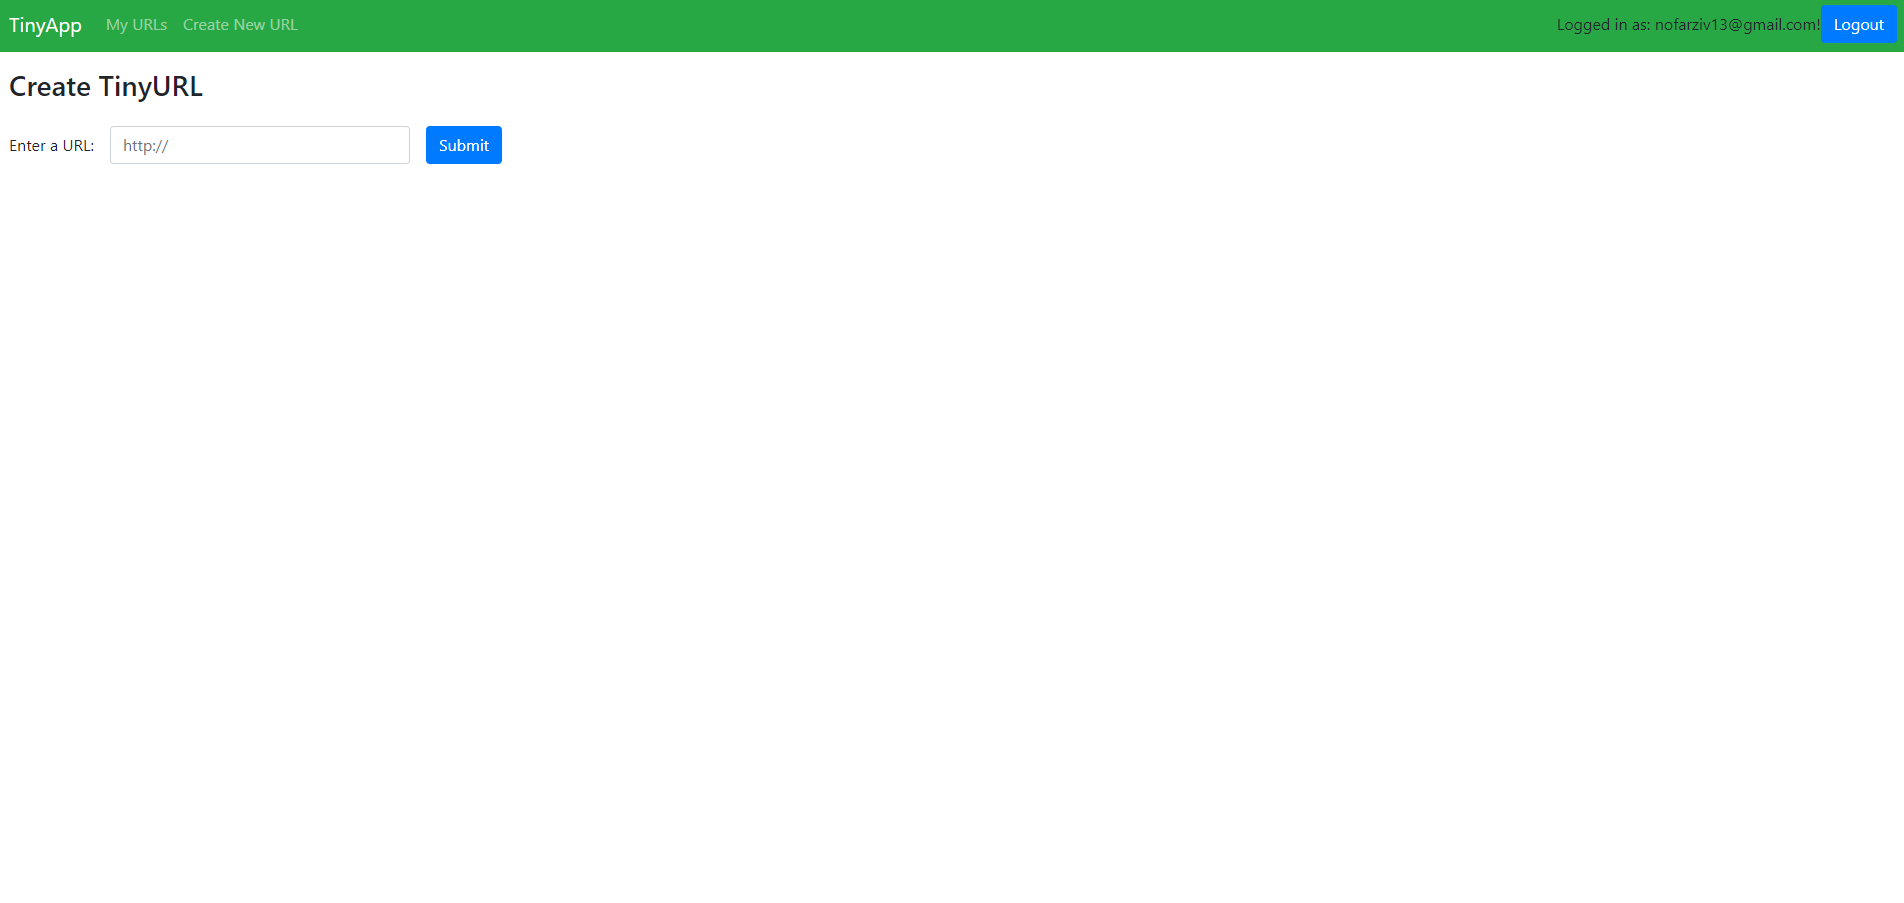 TinyApp My URLs Create New URL Logged in as: nofarziv13@gmail.com! Logout
Create TinyURL
Enter a URL: http:// Submit